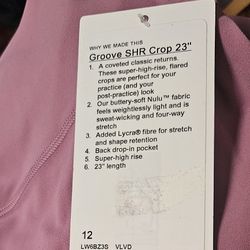 WHY WE MADE THIS
Groove SHR Crop 23"
1. A coveted classic returns.
These super-high-rise, flared
crops are perfect for your
practice (and your
post-practice) look
2. Our buttery-soft Nulu™ fabric
feels weightlessly light and is
sweat-wicking and four-way
stretch
3. Added Lycra® fibre for stretch
and shape retention
4. Back drop-in pocket
5. Super-high rise
6. 23" length
12
LW6BZ3S VLVD